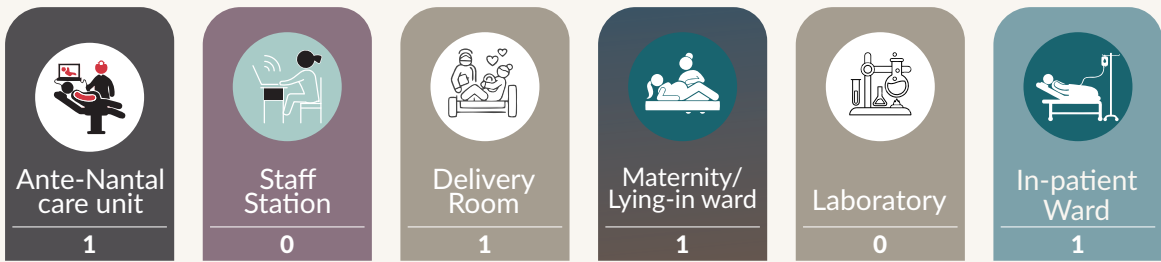 Ante-Nantal
care unit
1
Staff
Station
0
Delivery
Room
1
Maternity/
Lying-in ward
1
Laboratory
0
In-patient
Ward
1